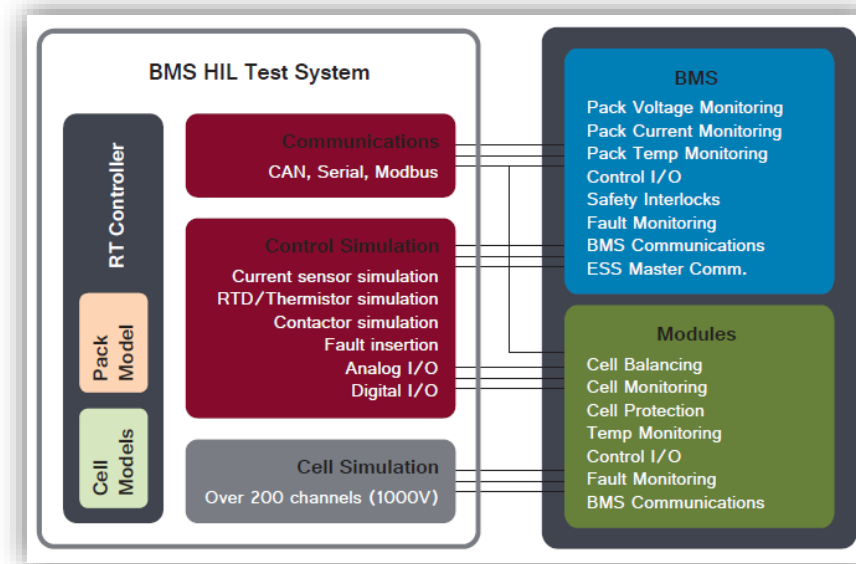 BMS HIL Test System
RT Controller
Pack
Model
Cell
Models
Communications
CAN, Serial, Modbus
Control Simulation
Current sensor simulation
RTD/Thermistor simulation
Contactor simulation
Fault insertion
Analog I/O
Digital I/O
Cell Simulation
Over 200 channels (1000V)
BMS
Pack Voltage Monitoring
Pack Current Monitoring
Pack Temp Monitoring
Control I/O
Safety Interlocks
Fault Monitoring
BMS Communications
ESS Master Comm.
Modules
Cell Balancing
Cell Monitoring
Cell Protection
Temp Monitoring
Control I/O
Fault Monitoring
BMS Communications